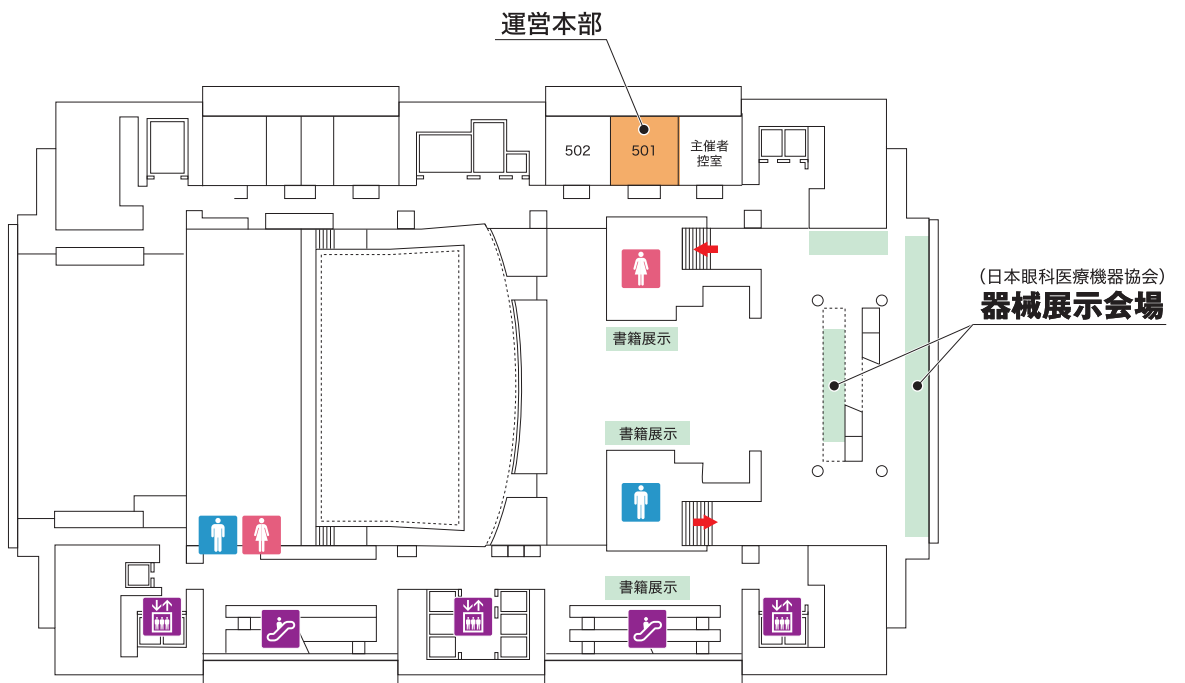 運営本部
502
501
主催者
控室
(日本眼科医療機器協会)
器械展示会場
書籍展示
書籍展示
書籍展示